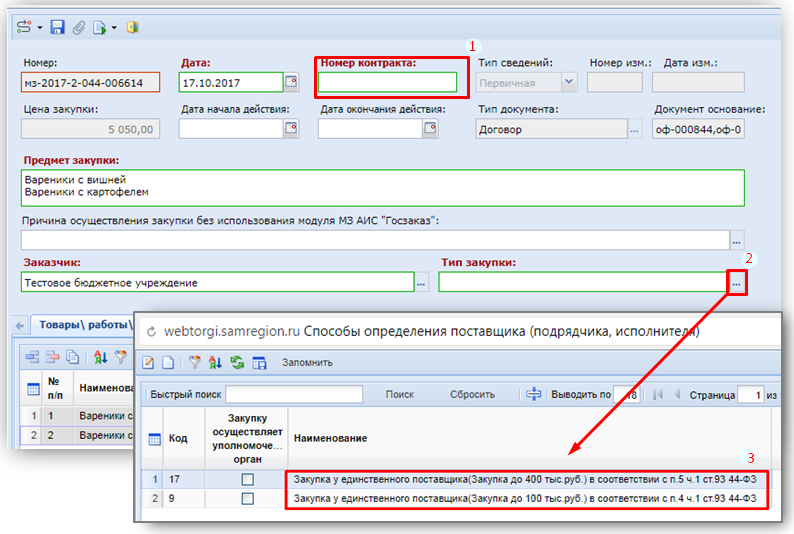 1
Номер:
Дата:
Номер контракта:
Тип сведений:
Номер изм.:
Дата изм.:
мз-2017-2-044-006614
17.10.2017
Первичная
Цена закупки:
Дата начала действия:
Дата окончания действия:
Тип документа:
Документ основание:
5 050,00
Договор
...
оф-000844,оф-0
Предмет закупки:
Вареники с вишней
Вареники с картофелем
Причина осуществления закупки без использования модуля МЗ АИС "Госзаказ":
...
2
Заказчик:
Тип закупки:
Тестовое бюджетное учреждение
...
...
Товары\ работы\
№
п/п
Наименова
1 1 Вареники с
2 2 Вареники с
webtorgi.samregion.ru Способы определения поставщика (подрядчика, исполнителя)
Запомнить
Быстрый поиск
Поиск
Сбросить
Выводить по
18
Страница
1
из
Код
Закупку
осуществляет
уполномоче...
орган
Наименование
3
1 17 Закупка у единственного поставщика(Закупка до 400 тыс.руб.) в соответствии с п.5 ч.1 ст.93 44-ФЗ
2 9 Закупка у единственного поставщика(Закупка до 100 тыс.руб.) в соответствии с п.4 ч.1 ст.93 44-ФЗ